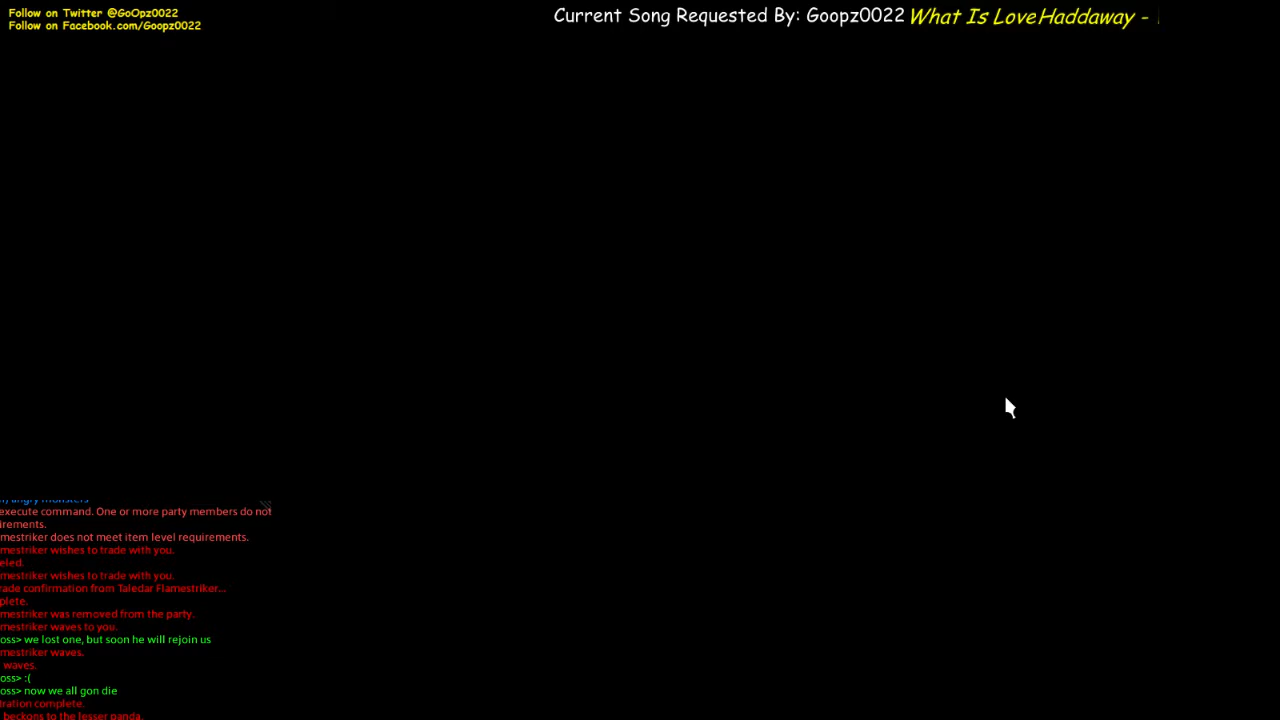 Follow on Twitter @GoOpz0022
Follow on Facebook.com/Goopz0022
Current Song Requested By: Goopz0022 What Is LoveHaddaway -
angry monsters
execute command. One or more party members do not
irements.
mestriker does not meet item level requirements.
mestriker wishes to trade with you.
eled.
mestriker wishes to trade with you.
rade confirmation from Taledar Flamestriker...
plete.
mestriker was removed from the party.
mestriker waves to you.
oss> we lost one, but soon he will rejoin us
mestriker waves.
waves.
oss> :(
oss> now we all gon die
tration complete.
beckons to the lesser panda.